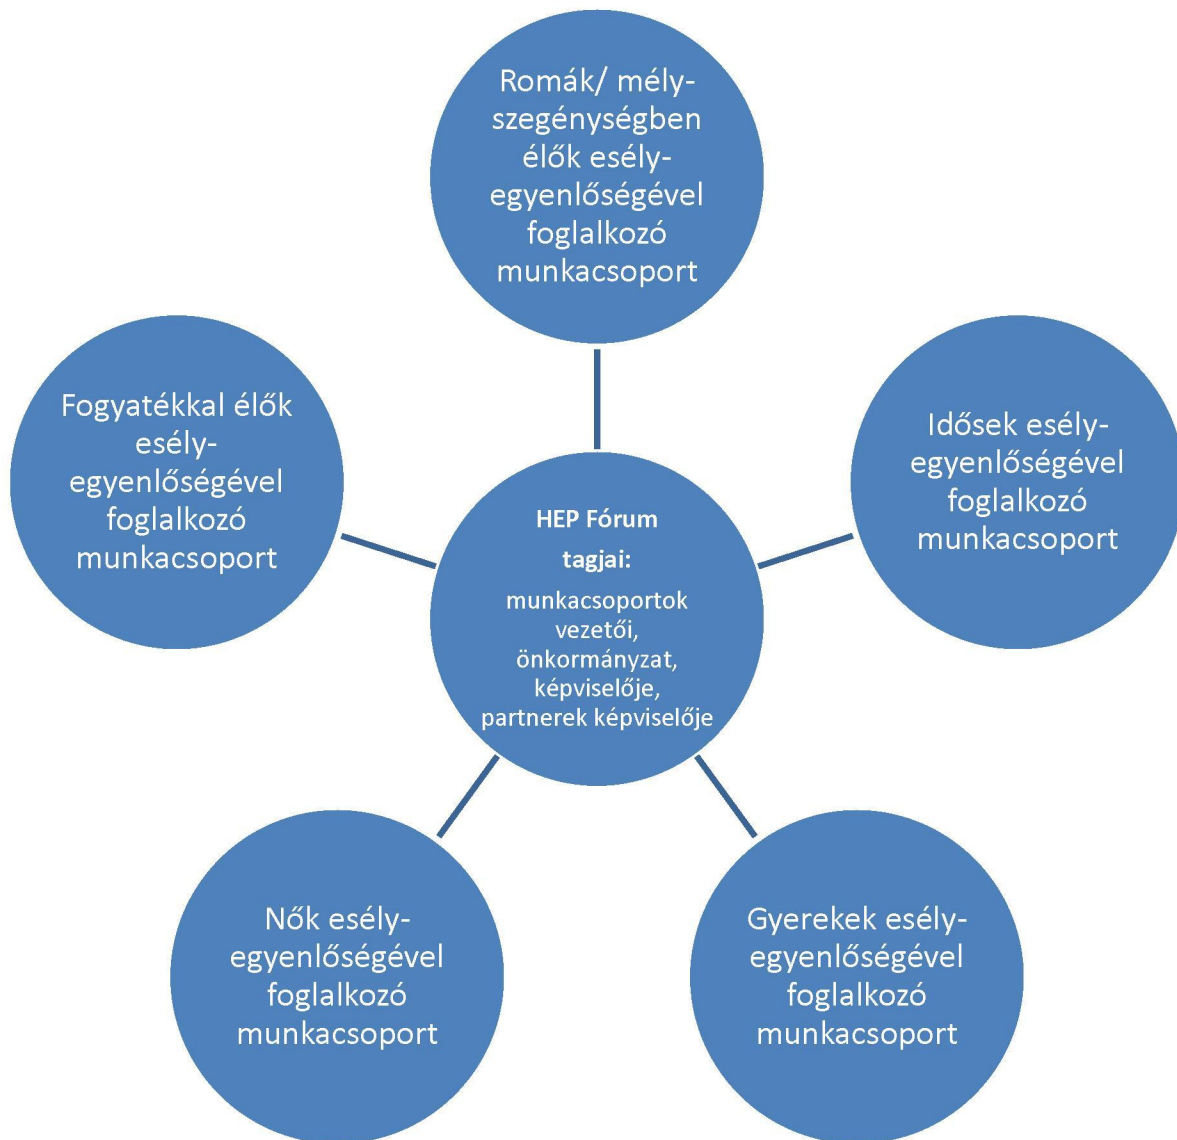 Romák/ mély-
szegénységben
élők esély-
egyenlőségével
foglalkozó
munkacsoport
Fogyatékkal élők
esély-
egyenlőségével
foglalkozó
munkacsoport
Idősek esély-
egyenlőségével
foglalkozó
munkacsoport
HEP Fórum
tagjai:
munkacsoportok
vezetői,
önkormányzat,
képviselője,
partnerek képviselője
Nők esély-
egyenlőségével
foglalkozó
munkacsoport
Gyerekek esély-
egyenlőségével
foglalkozó
munkacsoport